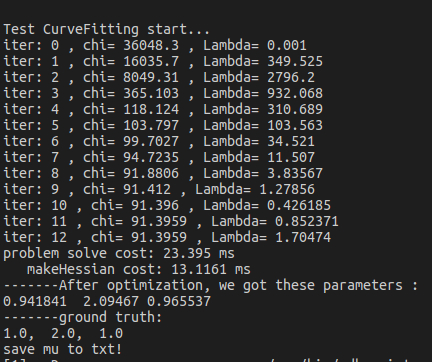 Test CurveFitting start...
iter: 0 , chi= 36048.3 , Lambda= 0.001
iter: 1 , chi= 16035.7 , Lambda= 349.525
iter: 2 , chi= 8049.31 , Lambda= 2796.2
iter: 3 , chi= 365.103 , Lambda= 932.068
iter: 4 , chi= 118.124 , Lambda= 310.689
iter: 5 , chi= 103.797 , Lambda= 103.563
iter: 6 , chi= 99.7027 , Lambda= 34.521
iter: 7 , chi= 94.7235 , Lambda= 11.507
iter: 8 , chi= 91.8806 , Lambda= 3.83567
iter: 9 , chi= 91.412 , Lambda= 1.27856
iter: 10 , chi= 91.396 , Lambda= 0.426185
iter: 11 , chi= 91.3959 , Lambda= 0.852371
iter: 12 , chi= 91.3959 , Lambda= 1.70474
problem solve cost: 23.395 ms
   makeHessian cost: 13.1161 ms
-------After optimization, we got these parameters :
0.941841  2.09467 0.965537
-------ground truth:
1.0,  2.0,  1.0
save mu to txt!